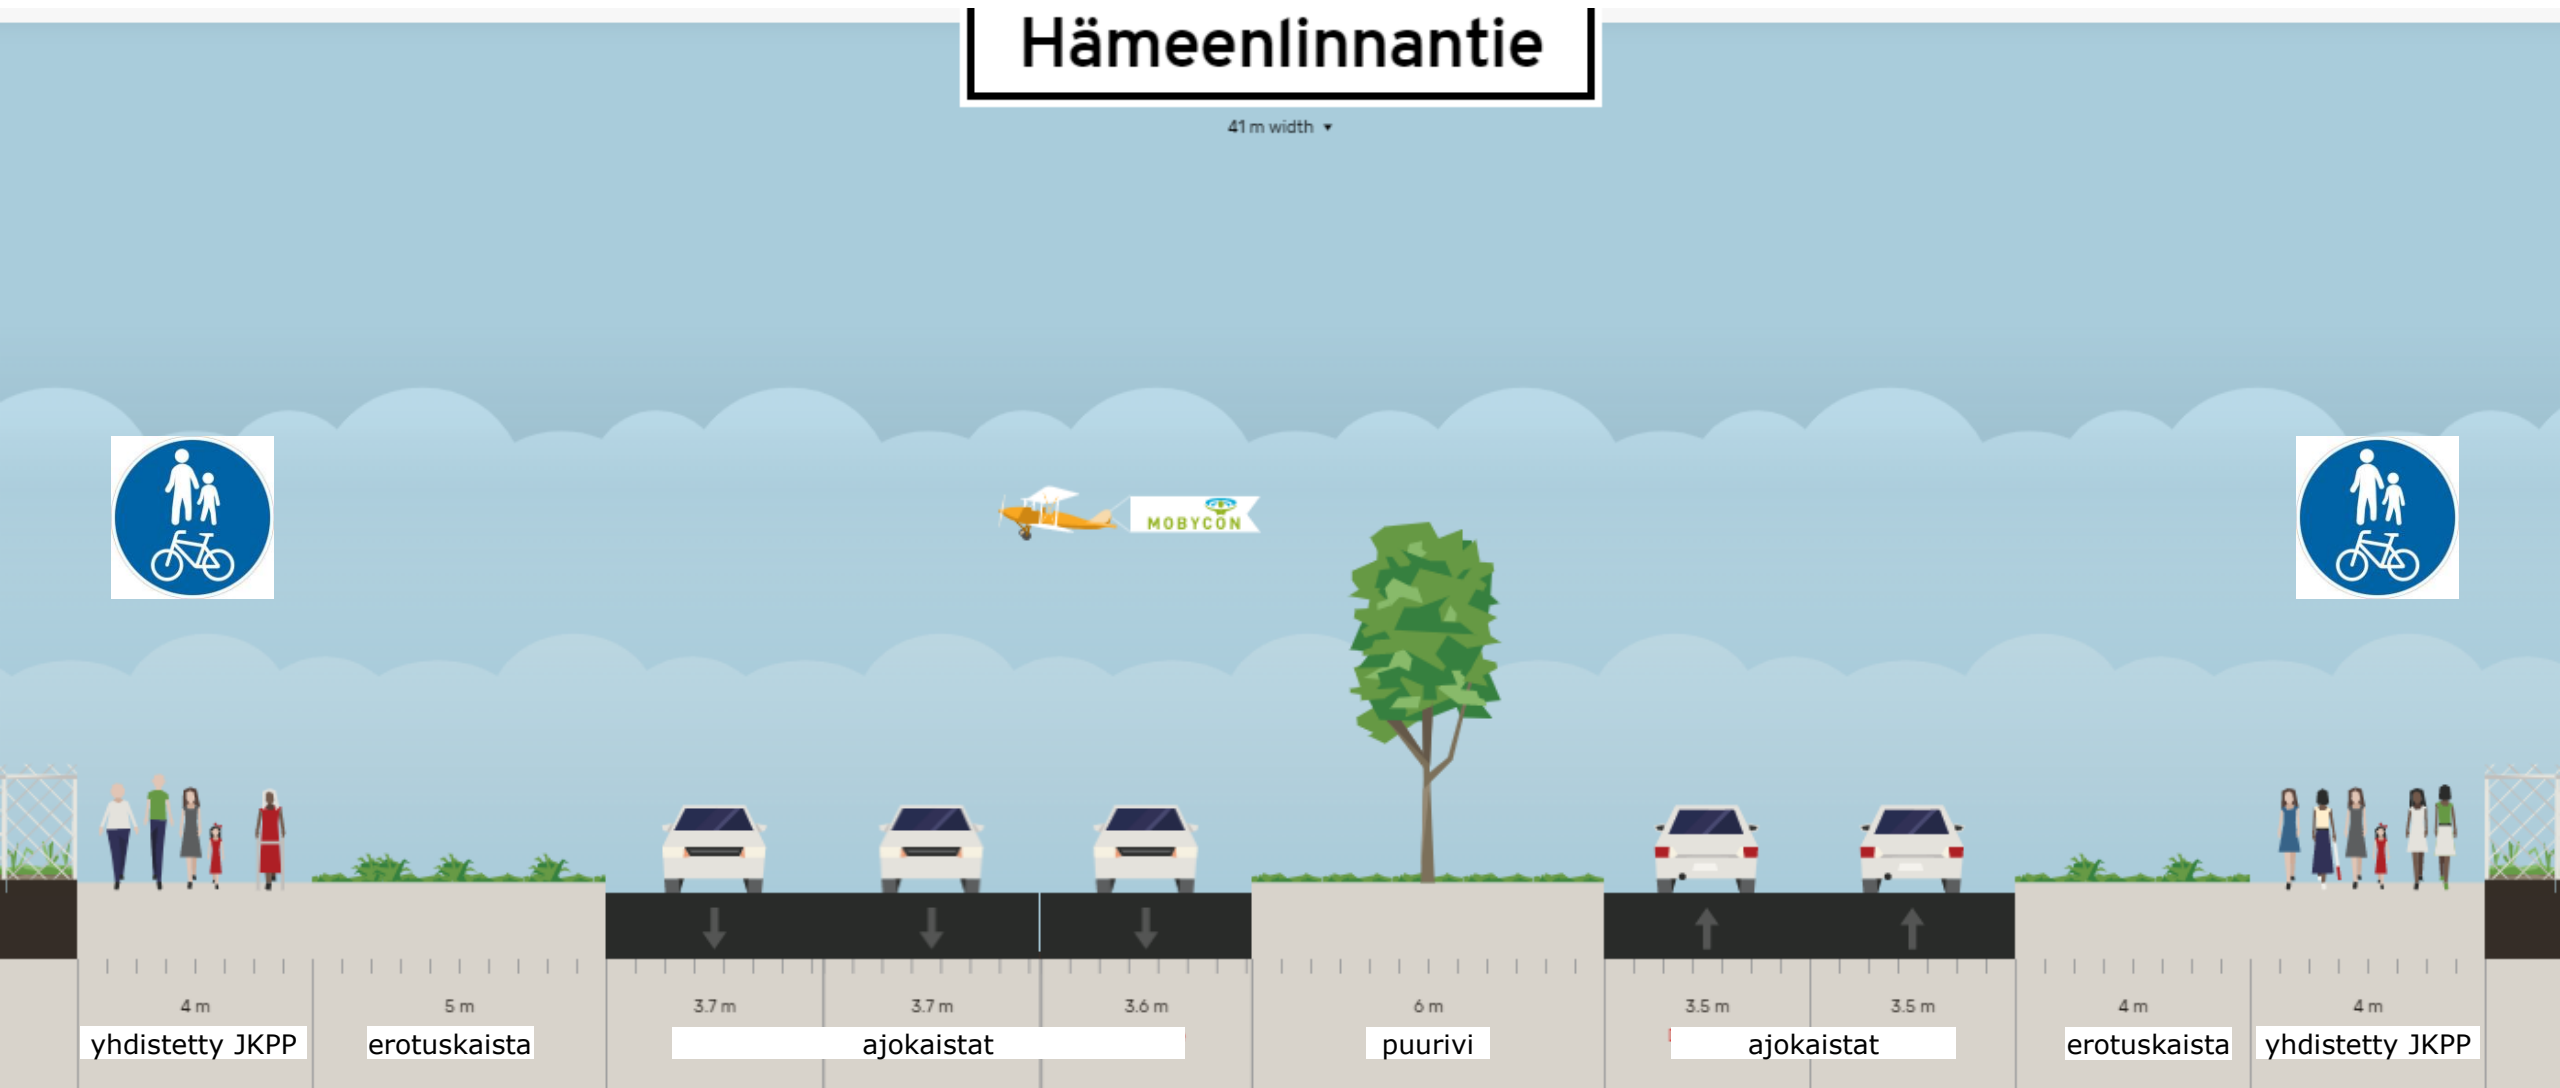 Hämeenlinnantie
41 m width
MOBYCON
4 m
5 m
3.7 m
3.7 m
3.6 m
6 m
3.5 m
3.5 m
4 m
4 m
yhdistetty JKPP
erotuskaista
ajokaistat
puurivi
ajokaistat
erotuskaista
yhdistetty JKPP